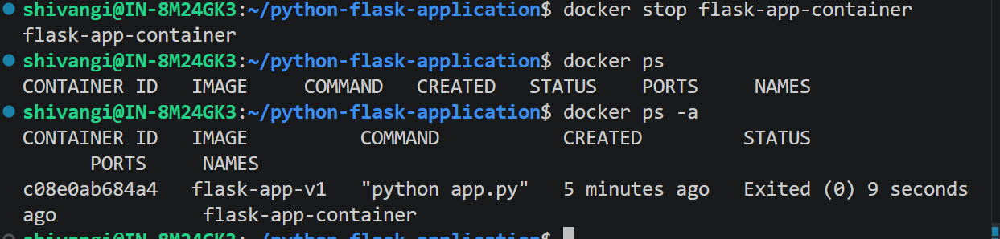 shivangi@IN-8M24GK3:~/python-flask-application$ docker stop flask-app-container
flask-app-container
shivangi@IN-8M24GK3:~/python-flask-application$ docker ps
CONTAINER ID   IMAGE     COMMAND   CREATED   STATUS    PORTS     NAMES
shivangi@IN-8M24GK3:~/python-flask-application$ docker ps -a
CONTAINER ID   IMAGE          COMMAND           CREATED         STATUS
      PORTS     NAMES
c08e0ab684a4   flask-app-v1   "python app.py"   5 minutes ago   Exited (0) 9 seconds
ago             flask-app-container
shivangi@IN-8M24GK3:~/python-flask-application$